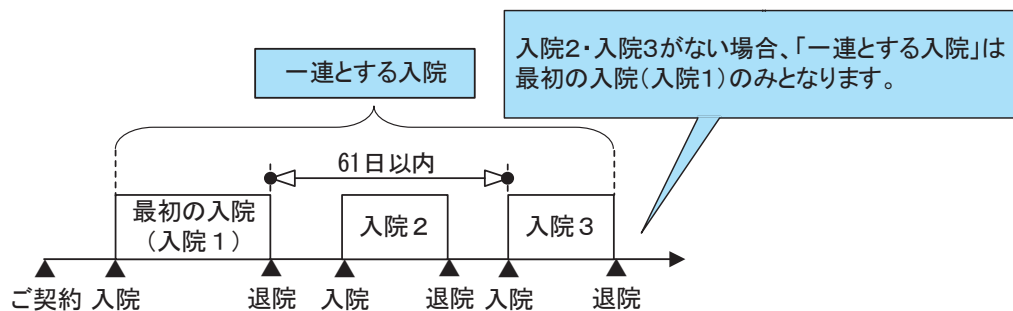 入院2・入院3がない場合、「一連とする入院」は
最初の入院(入院1)のみとなります。
一連とする入院
61日以内
最初の入院
(入院1)
入院2
入院3
ご契約 入院 退院 入院 退院 入院 退院